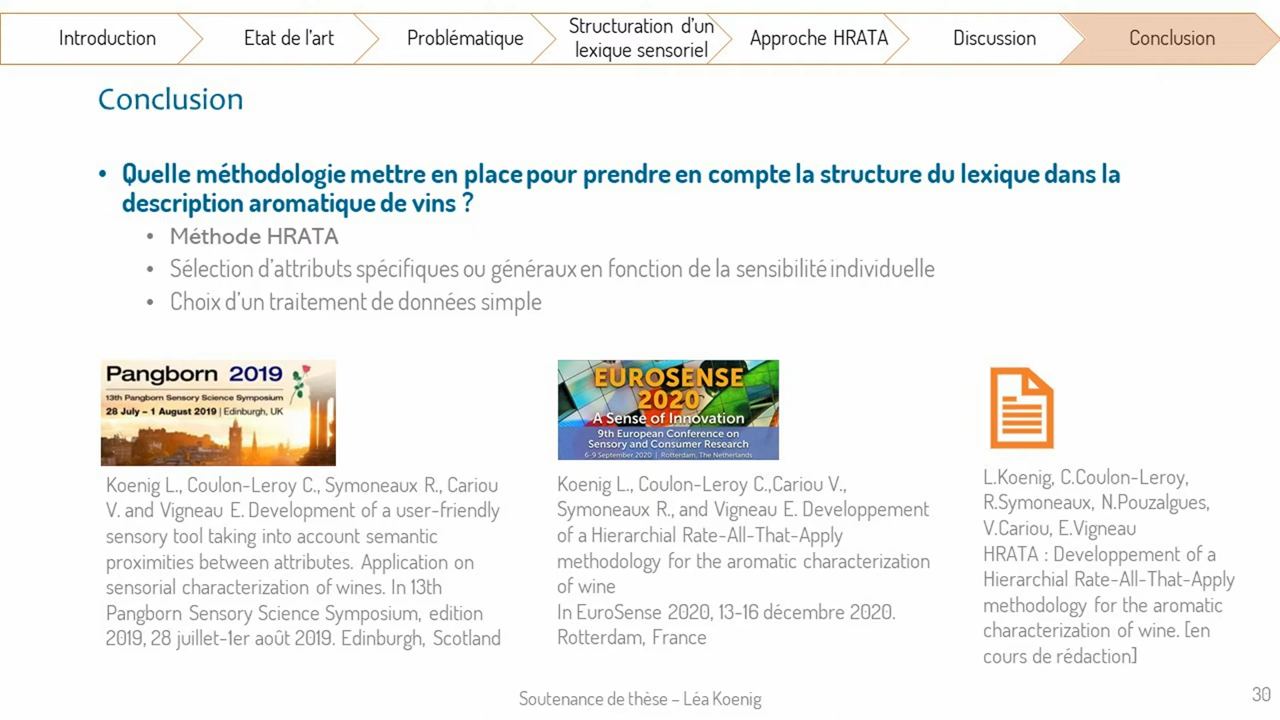 Introduction
Etat de l'art
Problématique
Structuration d'un
lexique sensoriel
Approche HRATA
Discussion
Conclusion
Conclusion
• Quelle méthodologie mettre en place pour prendre en compte la structure du lexique dans la
description aromatique de vins ?
• Méthode HRATA
• Sélection d'attributs spécifiques ou généraux en fonction de la sensibilité individuelle
• Choix d'un traitement de données simple
Pangborn 2019
13th Pangborn Sensory Science Symposium
28 July – 1 August 2019 | Edinburgh, UK
Koenig L., Coulon-Leroy C., Symoneaux R., Cariou
V. and Vigneau E. Development of a user-friendly
sensory tool taking into account semantic
proximities between attributes. Application on
sensorial characterization of wines. In 13th
Pangborn Sensory Science Symposium, edition
2019, 28 juillet-1er août 2019. Edinburgh, Scotland
EUROSENSE
2020
A Sense of Innovation
9th European Conference on
Sensory and Consumer Research
6-9 September 2020 | Rotterdam, The Netherlands
Koenig L., Coulon-Leroy C.,Cariou V.,
Symoneaux R., and Vigneau E. Developpement
of a Hierarchial Rate-All-That-Apply
methodology for the aromatic characterization
of wine
In EuroSense 2020, 13-16 décembre 2020.
Rotterdam, France
L.Koenig, C.Coulon-Leroy,
R.Symoneaux, N.Pouzalgues,
V.Cariou, E.Vigneau
HRATA : Developpement of a
Hierarchial Rate-All-That-Apply
methodology for the aromatic
characterization of wine. [en
cours de rédaction]
Soutenance de thèse – Léa Koenig
30